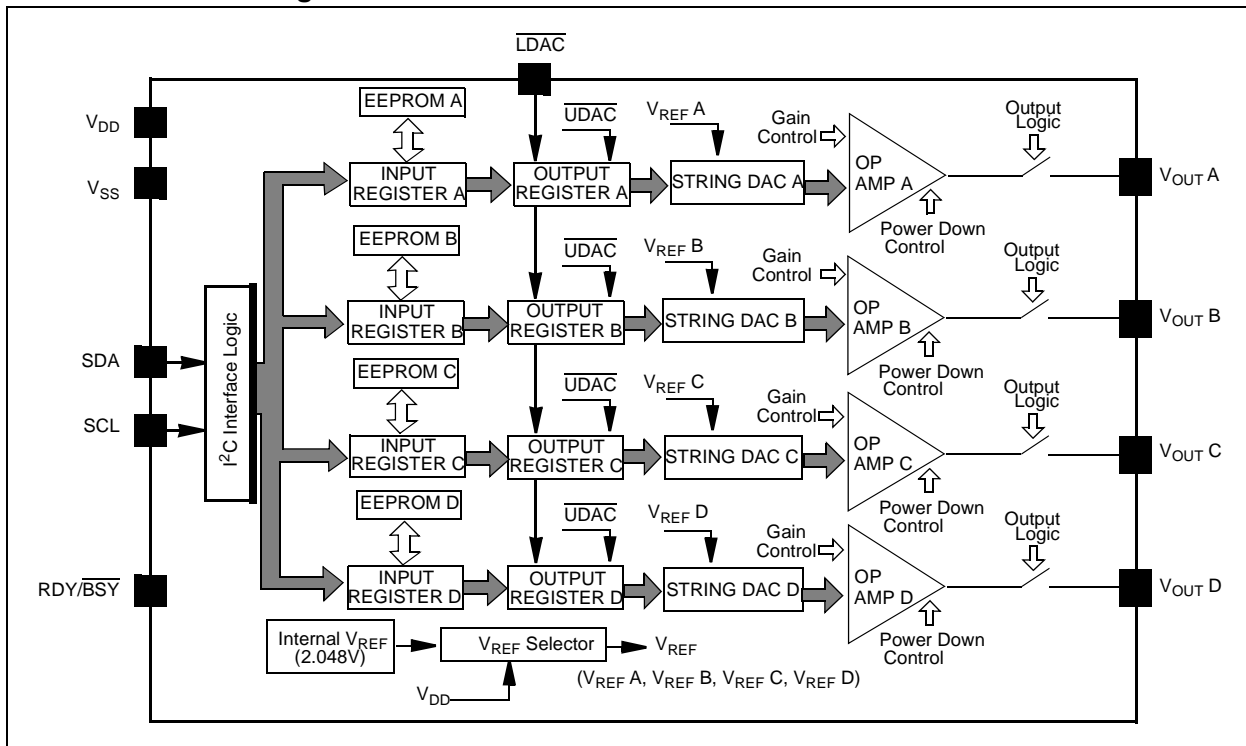 LDAC
EEPROM A
UDAC
VREF A
Gain
Control
Output
Logic
VDD
INPUT
REGISTER A
OUTPUT
REGISTER A
STRING DAC A
OP
AMP A
VOUT A
VSS
Power Down
Control
EEPROM B
UDAC
VREF B
Gain
Control
Output
Logic
INPUT
REGISTER B
OUTPUT
REGISTER B
STRING DAC B
OP
AMP B
VOUT B
Power Down
Control
SDA
SCL
I²C Interface Logic
EEPROM C
UDAC
VREF C
Gain
Control
Output
Logic
INPUT
REGISTER C
OUTPUT
REGISTER C
STRING DAC C
OP
AMP C
VOUT C
Power Down
Control
EEPROM D
UDAC
VREF D
Gain
Control
Output
Logic
RDY/BSY
INPUT
REGISTER D
OUTPUT
REGISTER D
STRING DAC D
OP
AMP D
VOUT D
Power Down
Control
Internal VREF
(2.048V)
VREF Selector
VREF
(VREF A, VREF B, VREF C, VREF D)
VDD